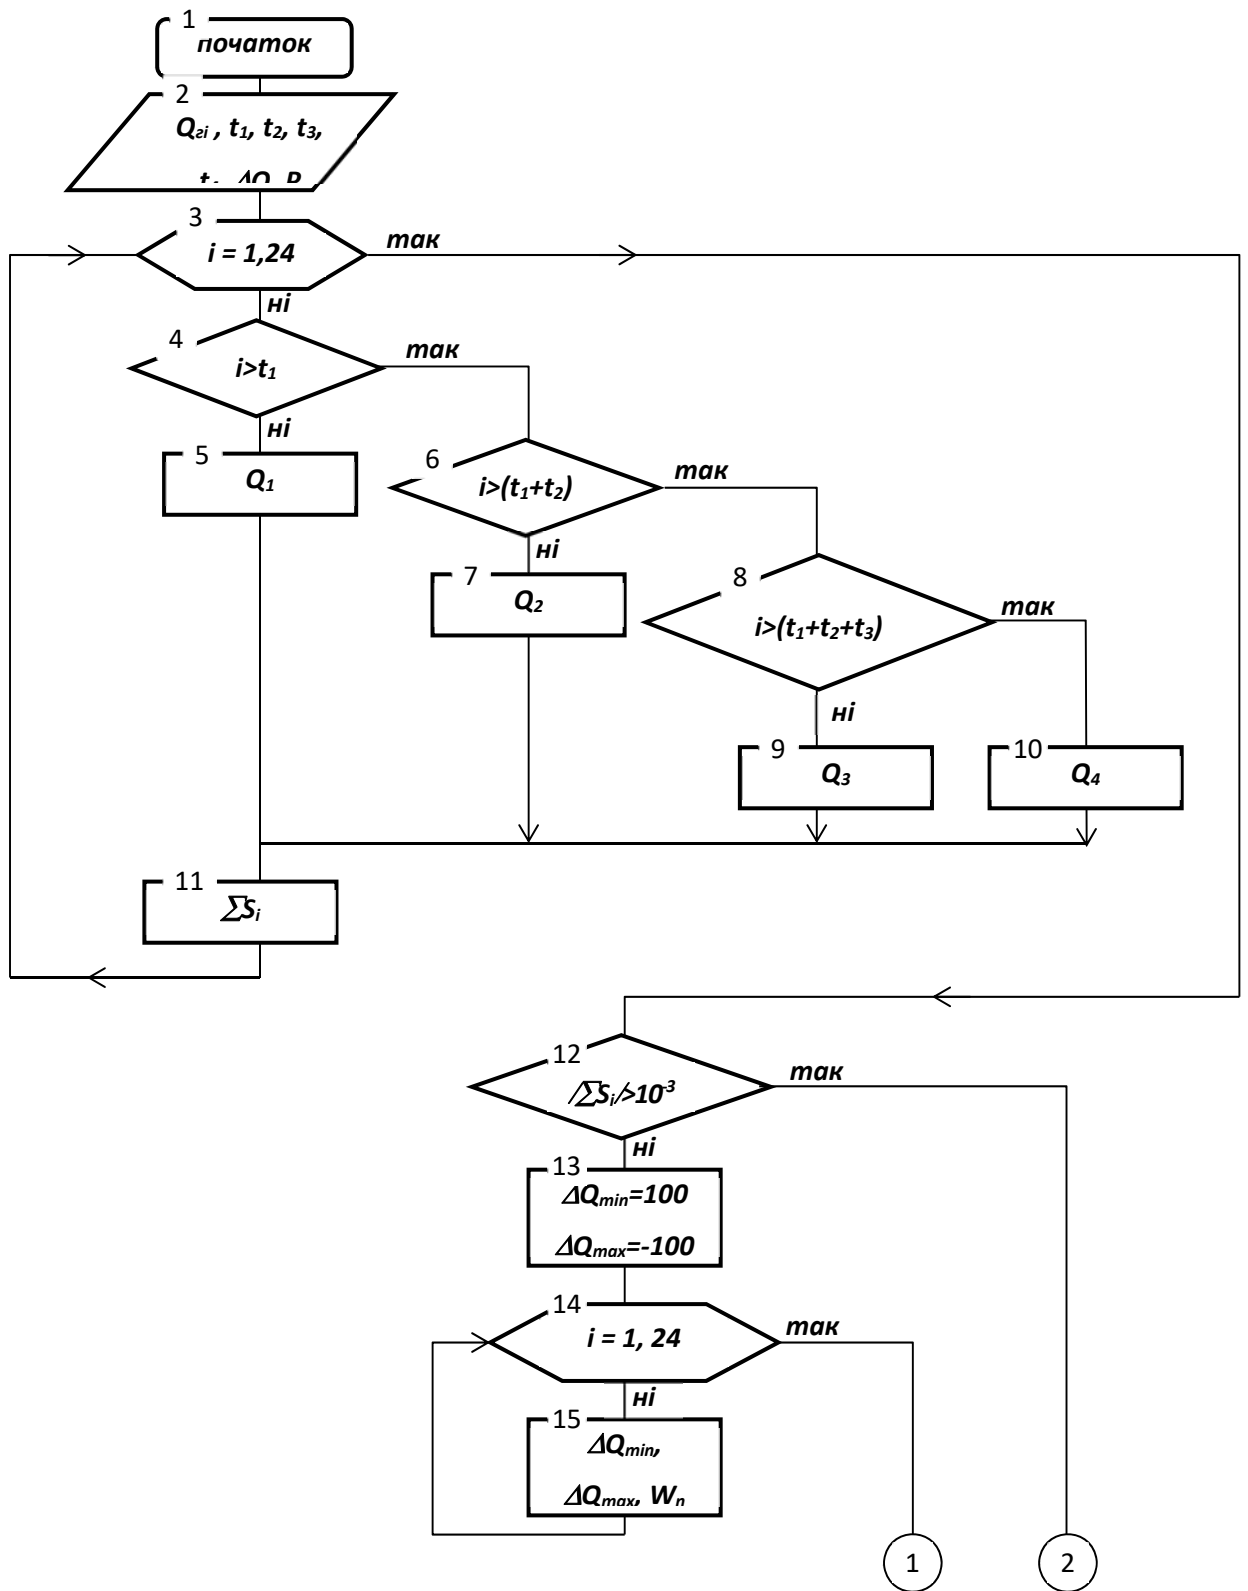 1
початок
2
Qгі , t1, t2, t3,
3
i = 1,24
так
ні
4
i>t1
так
ні
5
Q1
6
i>(t1+t2)
так
ні
7
Q2
8
i>(t1+t2+t3)
так
ні
9
Q3
10
Q4
11
∑Si
12
/∑Si/>10-3
так
ні
13
ΔQmin=100
ΔQmax=-100
14
i = 1, 24
так
ні
15
ΔQmin,
ΔQmax, Wn
1
2